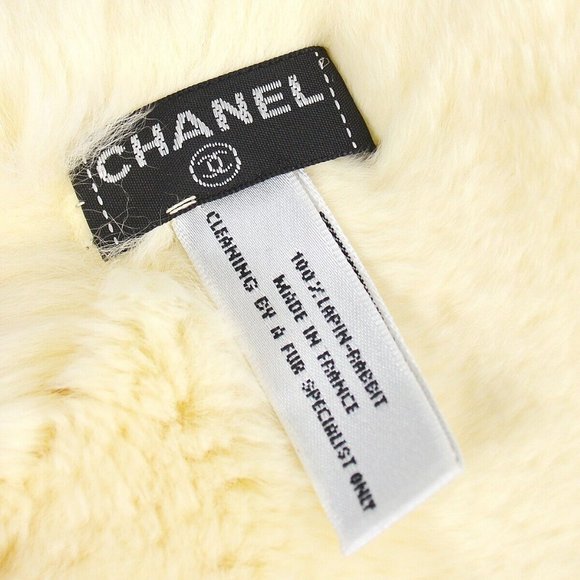 CHANEL
100% LAPIN-RABBIT
MADE IN FRANCE
CLEANING BY A FUR SPECIALIST ONLY